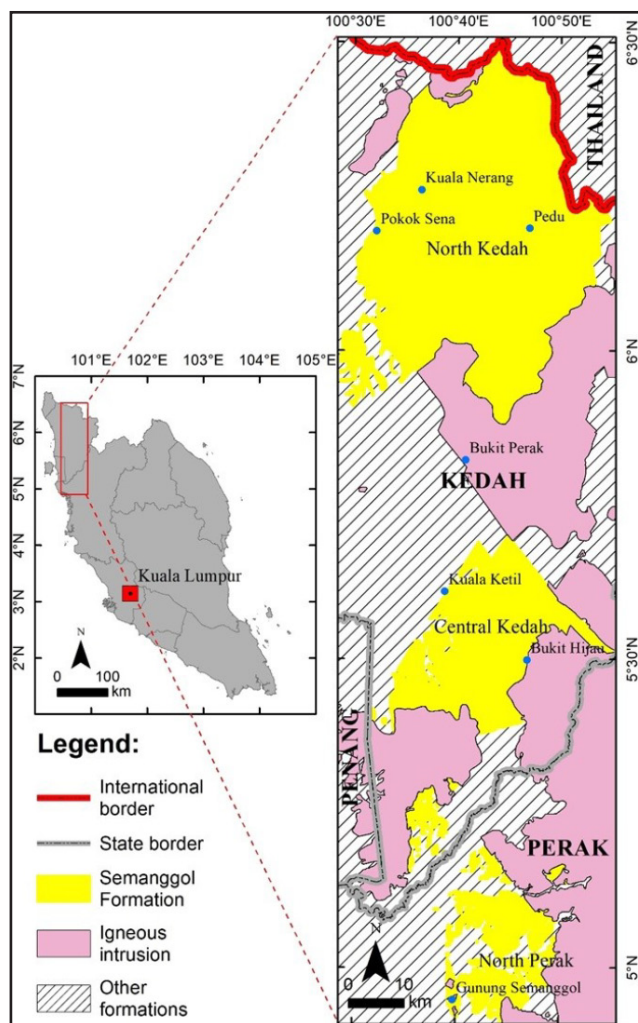 100°30'E 100°40'E 100°50'E
6°30'N
THAILAND
Kuala Nerang
Pokok Sena
Pedu
North Kedah
6°N
Bukit Perak
KEDAH
Kuala Ketil
Central Kedah
Bukit Hijau
5°30'N
PENANG
PERAK
North Perak
5°N
Gunung Semanggol
N
0 10
km
101°E 102°E 103°E 104°E 105°E
7°N
6°N
5°N
4°N
3°N
2°N
Kuala Lumpur
N
0 100
km
Legend:
International
border
State border
Semanggol
Formation
Igneous
intrusion
Other
formations